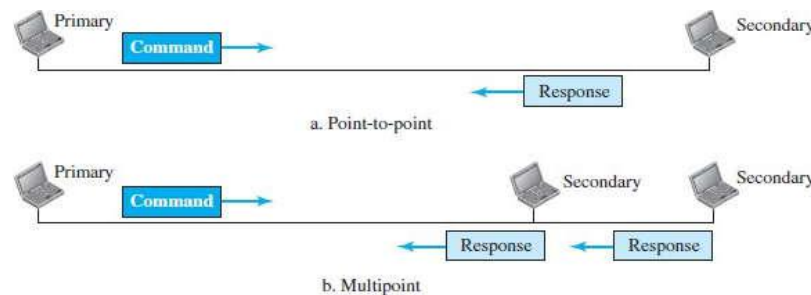 Primary
Secondary
Command
Response
a. Point-to-point
Primary
Secondary
Secondary
Command
Response
Response
b. Multipoint